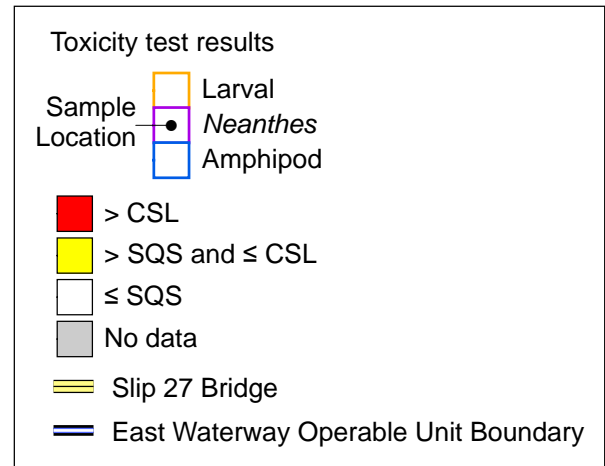 Toxicity test results
Larval
Sample
Location
Neanthes
Amphipod
> CSL
> SQS and ≤ CSL
≤ SQS
No data
Slip 27 Bridge
East Waterway Operable Unit Boundary